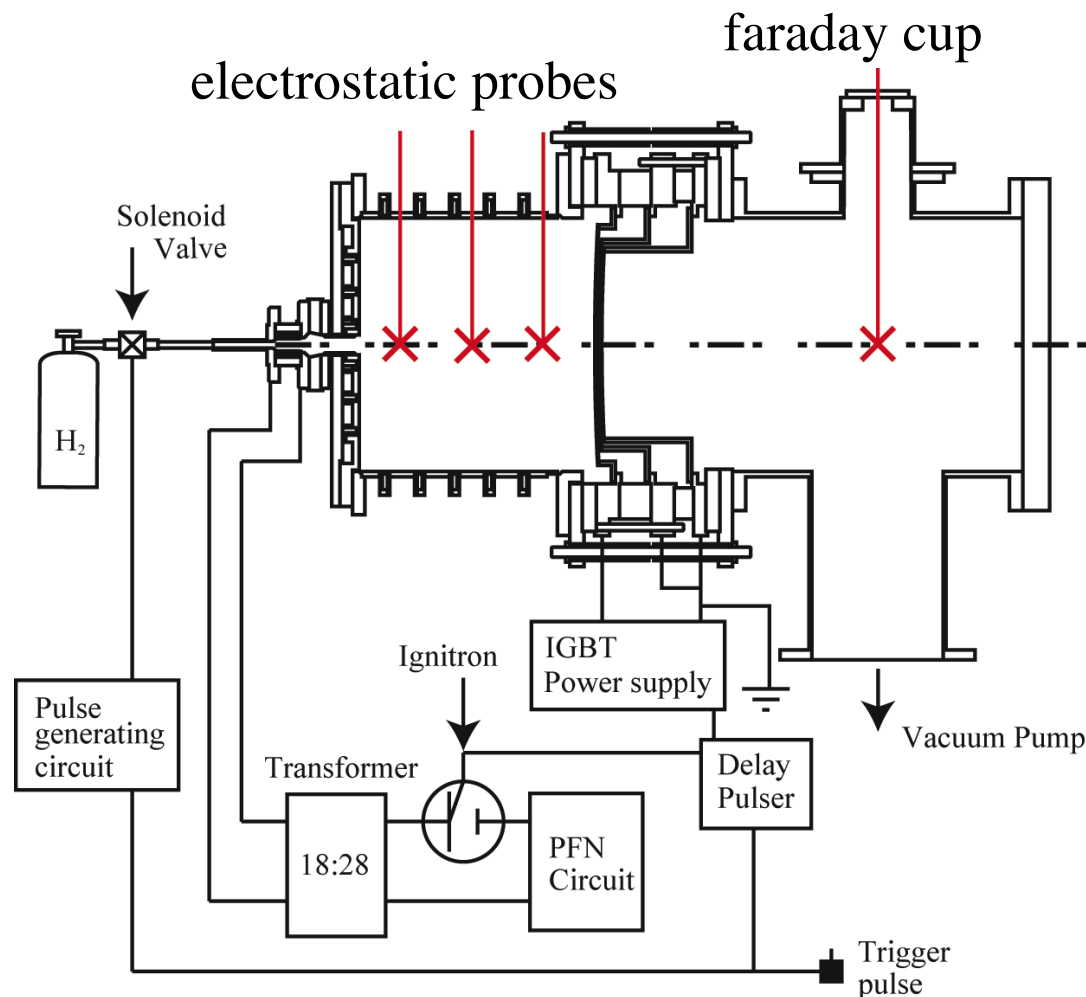 faraday cup
electrostatic probes
Solenoid
Valve
H₂
Ignitron
IGBT
Power supply
Pulse
generating
circuit
Vacuum Pump
Transformer
Delay
Pulser
18:28
PFN
Circuit
Trigger
pulse